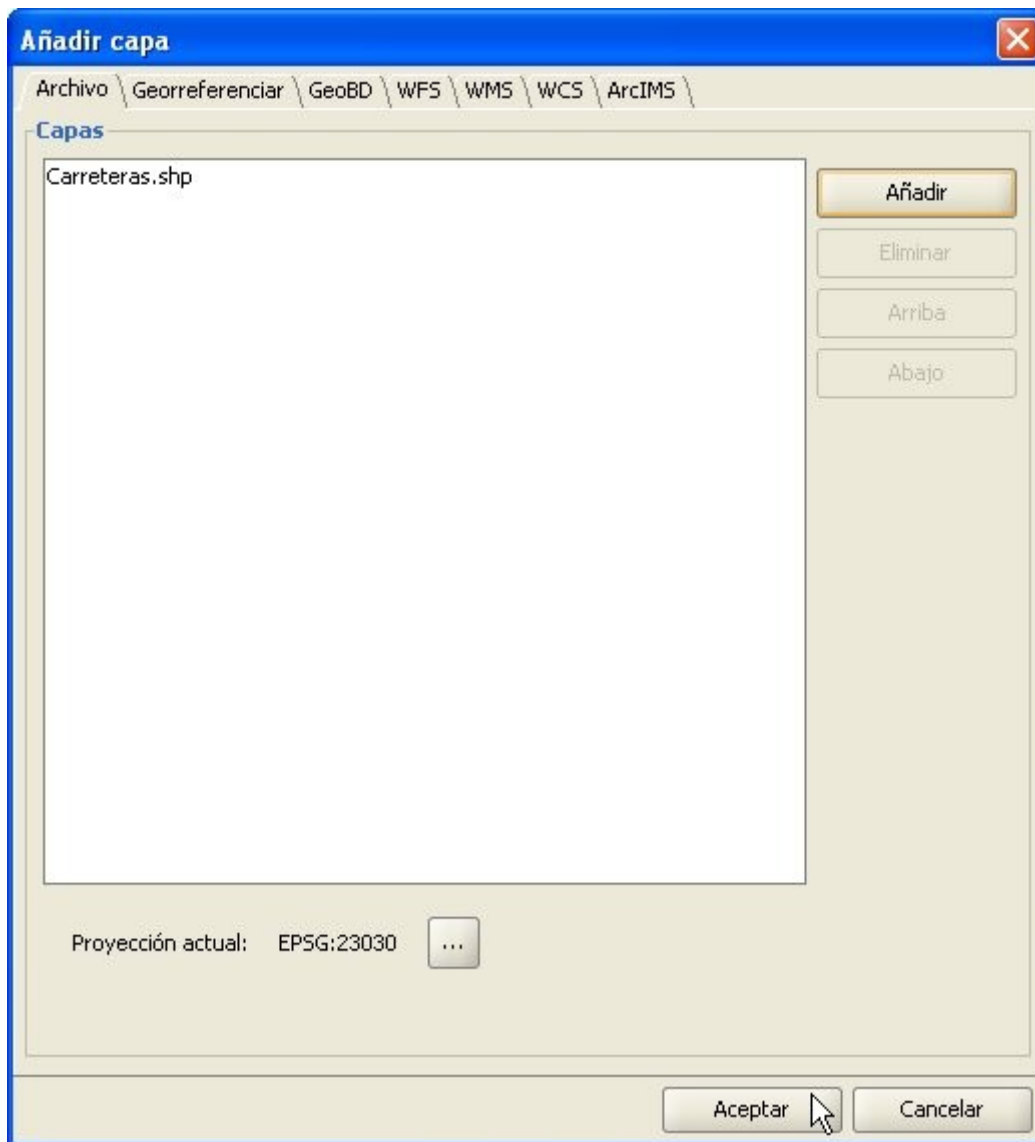 Añadir capa
Archivo Georreferenciar GeoBD WFS WMS WCS ArcIMS
Capas
Carreteras.shp
Añadir
Eliminar
Arriba
Abajo
Proyección actual: EPSG:23030 ...
Aceptar Cancelar